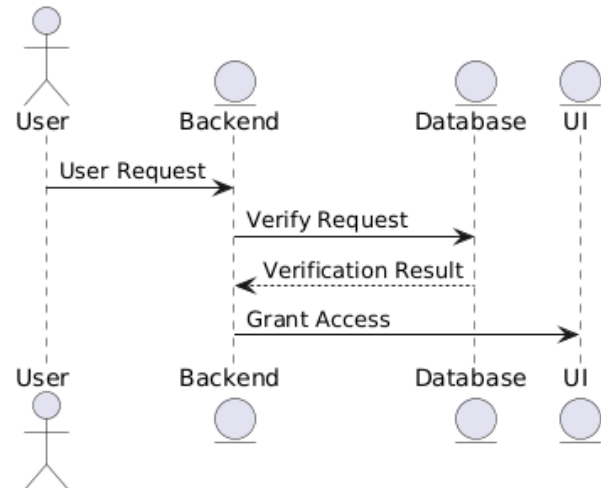 User
Backend
Database
UI
User Request
Verify Request
Verification Result
Grant Access
User
Backend
Database
UI